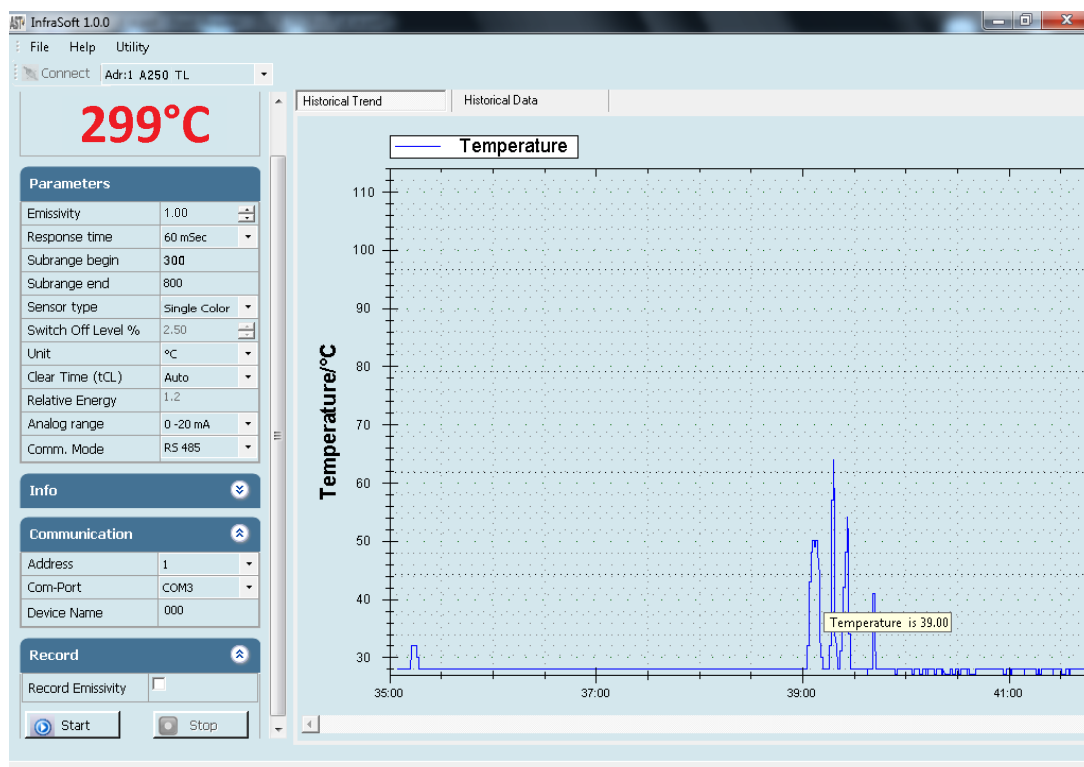 AST InfraSoft 1.0.0
File Help Utility
Connect Adr:1 A250 TL
299°C
Parameters
Emissivity 1.00
Response time 60 mSec
Subrange begin 300
Subrange end 800
Sensor type Single Color
Switch Off Level % 2.50
Unit °C
Clear Time (tCL) Auto
Relative Energy 1.2
Analog range 0 -20 mA
Comm. Mode RS 485
Info
Communication
Address 1
Com-Port COM3
Device Name 000
Record
Record Emissivity
Start Stop
Historical Trend Historical Data
Temperature
Temperature/°C
110
100
90
80
70
60
50
40
30
Temperature is 39.00
35:00 37:00 39:00 41:00